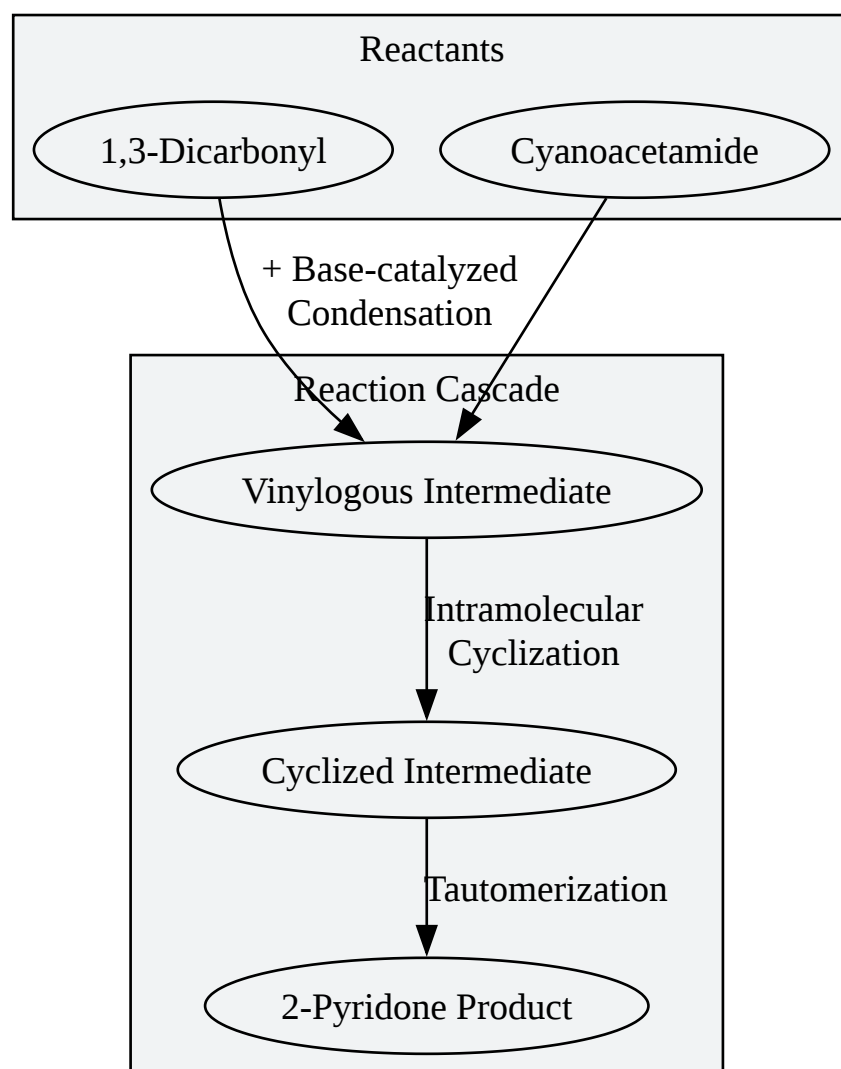 Reactants
1,3-Dicarbonyl
Cyanoacetamide
+ Base-catalyzed
Condensation
Reaction Cascade
Vinylogous Intermediate
Intramolecular
Cyclization
Cyclized Intermediate
Tautomerization
2-Pyridone Product